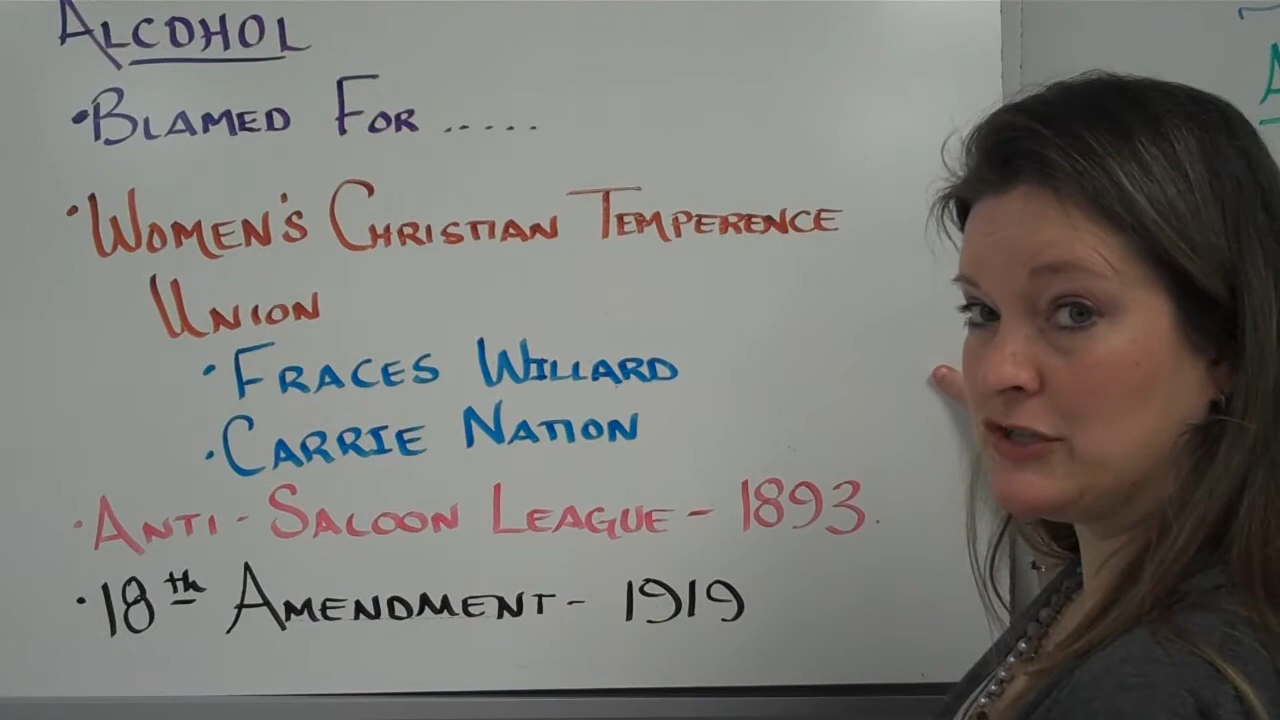 ALCOHOL
• BLAMED FOR .....
• WOMEN'S CHRISTIAN TEMPERENCE
UNION
• FRACES WILLARD
• CARRIE NATION
• ANTI-SALOON LEAGUE - 1893.
• 18th AMENDMENT - 1919